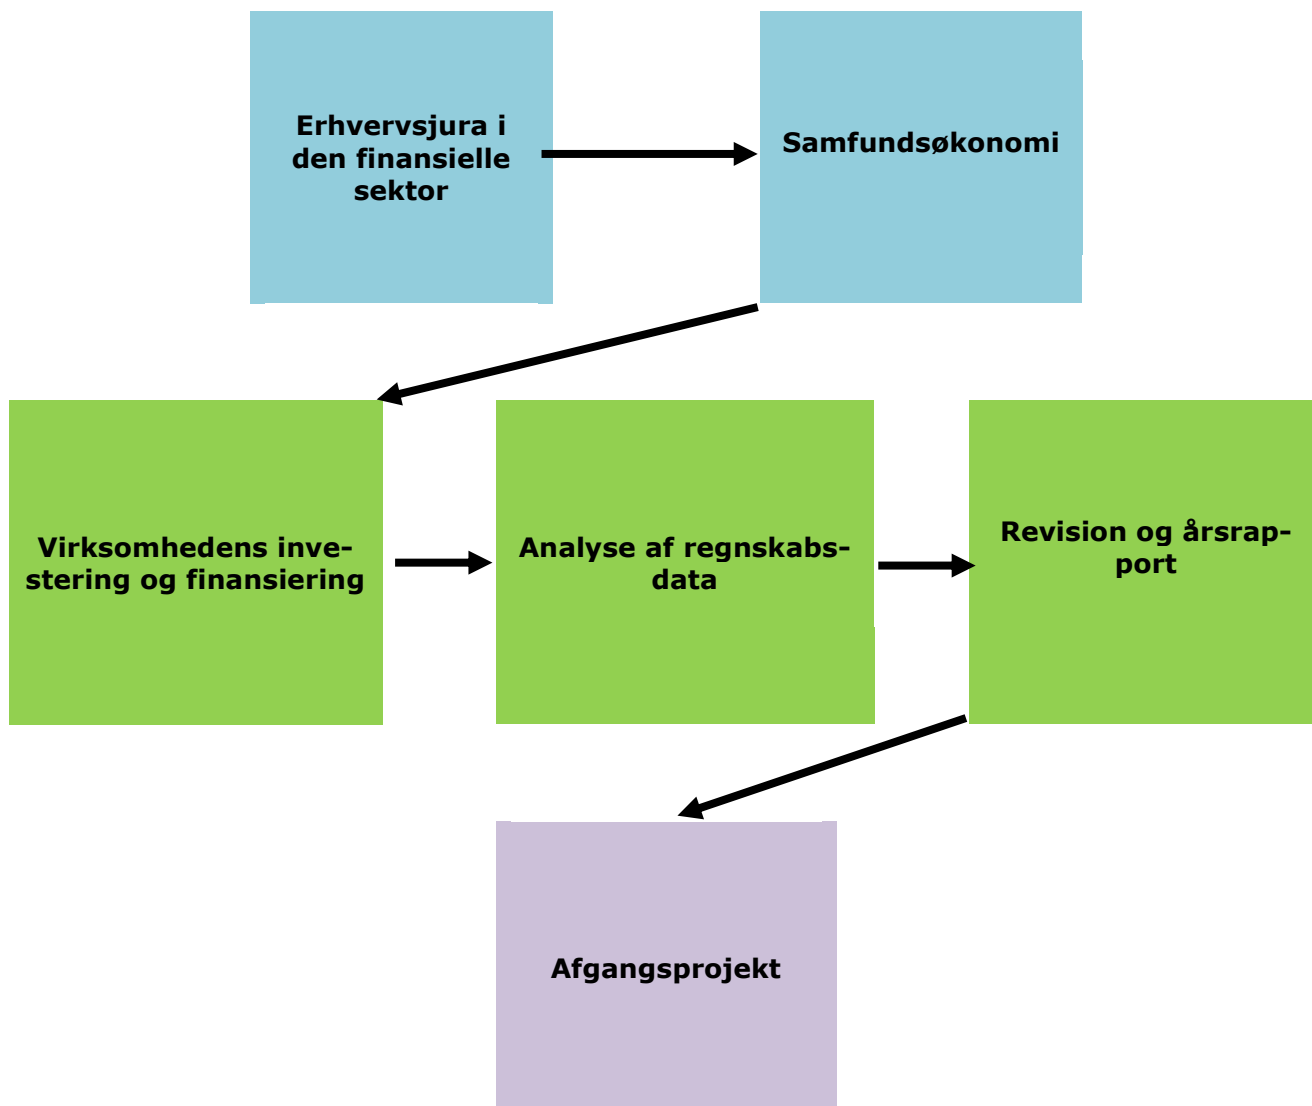 Erhvervsjura i
den finansielle
sektor
Samfundsøkonomi
Virksomhedens inve-
stering og finansiering
Analyse af regnskabs-
data
Revision og årsrap-
port
Afgangsprojekt